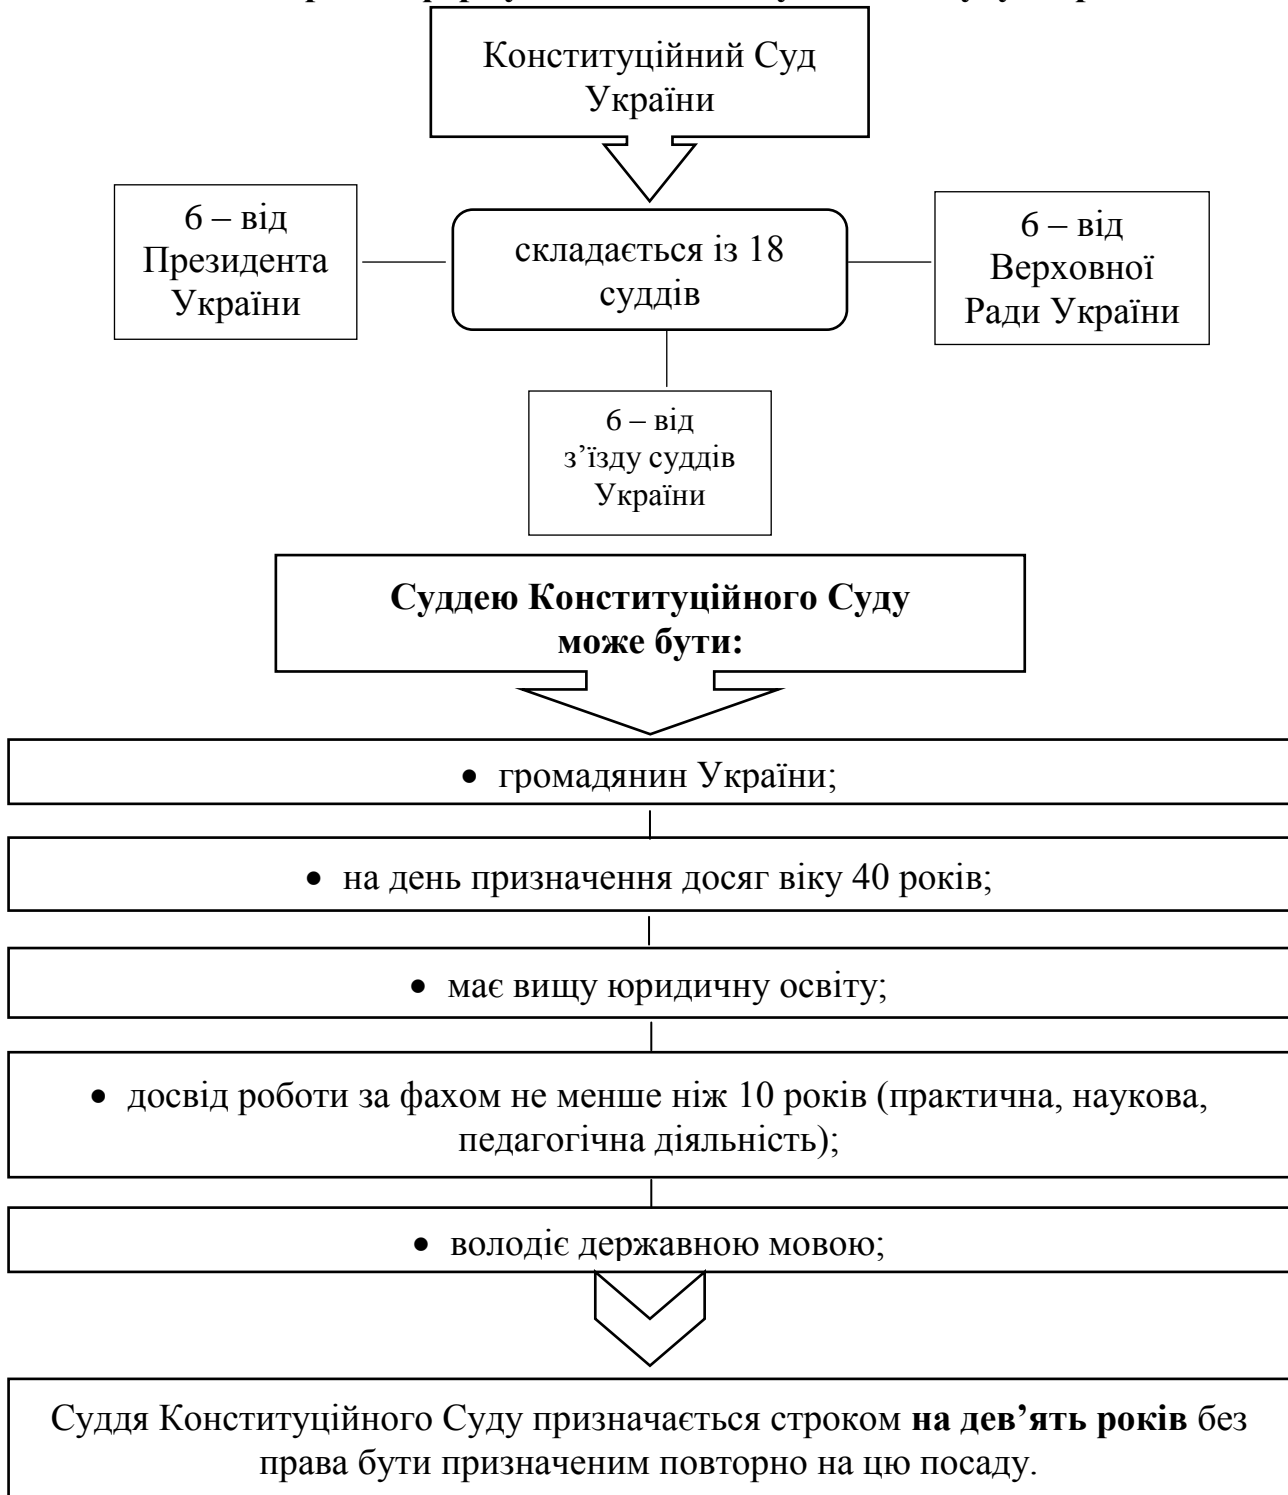 Конституційний Суд
України
6 – від
Президента
України
складається із 18
суддів
6 – від
Верховної
Ради України
6 – від
з’їзду суддів
України
Суддею Конституційного Суду
може бути:
• громадянин України;
• на день призначення досяг віку 40 років;
• має вищу юридичну освіту;
• досвід роботи за фахом не менше ніж 10 років (практична, наукова,
педагогічна діяльність);
• володіє державною мовою;
Суддя Конституційного Суду призначається строком на дев’ять років без
права бути призначеним повторно на цю посаду.